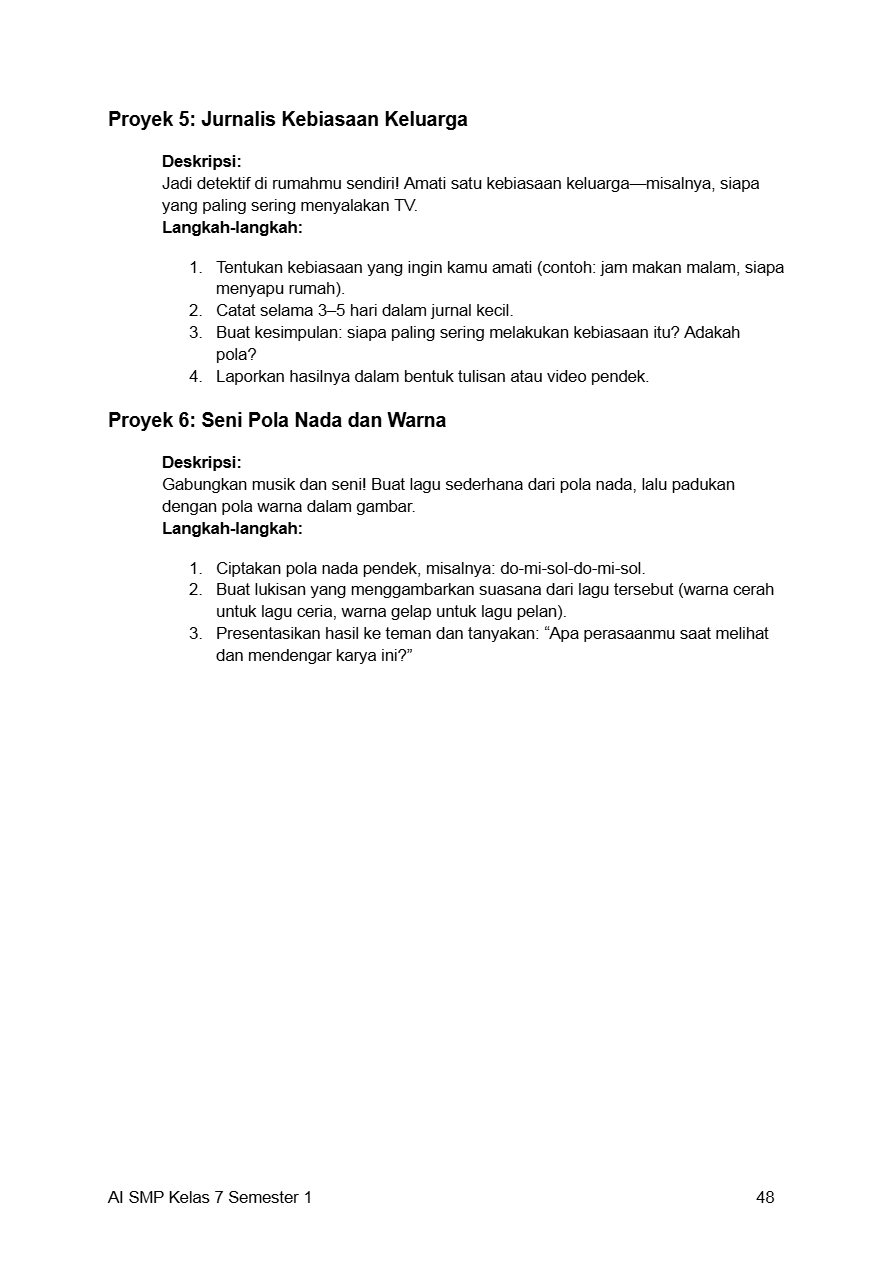 Proyek 5: Jurnalis Kebiasaan Keluarga
Deskripsi:
Jadi detektif di rumahmu sendiri! Amati satu kebiasaan keluarga—misalnya, siapa
yang paling sering menyalakan TV.
Langkah-langkah:
1. Tentukan kebiasaan yang ingin kamu amati (contoh: jam makan malam, siapa
menyapu rumah).
2. Catat selama 3–5 hari dalam jurnal kecil.
3. Buat kesimpulan: siapa paling sering melakukan kebiasaan itu? Adakah
pola?
4. Laporkan hasilnya dalam bentuk tulisan atau video pendek.
Proyek 6: Seni Pola Nada dan Warna
Deskripsi:
Gabungkan musik dan seni! Buat lagu sederhana dari pola nada, lalu padukan
dengan pola warna dalam gambar.
Langkah-langkah:
1. Ciptakan pola nada pendek, misalnya: do-mi-sol-do-mi-sol.
2. Buat lukisan yang menggambarkan suasana dari lagu tersebut (warna cerah
untuk lagu ceria, warna gelap untuk lagu pelan).
3. Presentasikan hasil ke teman dan tanyakan: “Apa perasaanmu saat melihat
dan mendengar karya ini?”
AI SMP Kelas 7 Semester 1 48